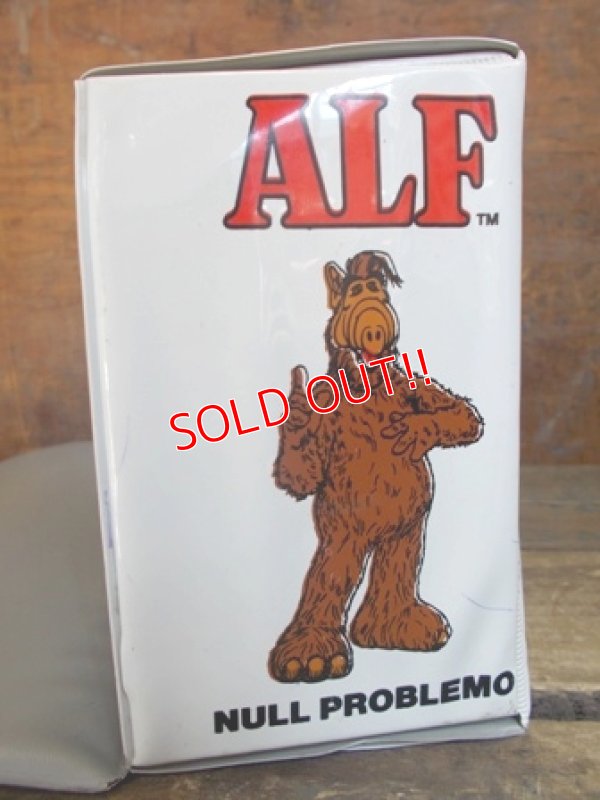 ALF
TM
SOLD OUT!!
NULL PROBLEMO